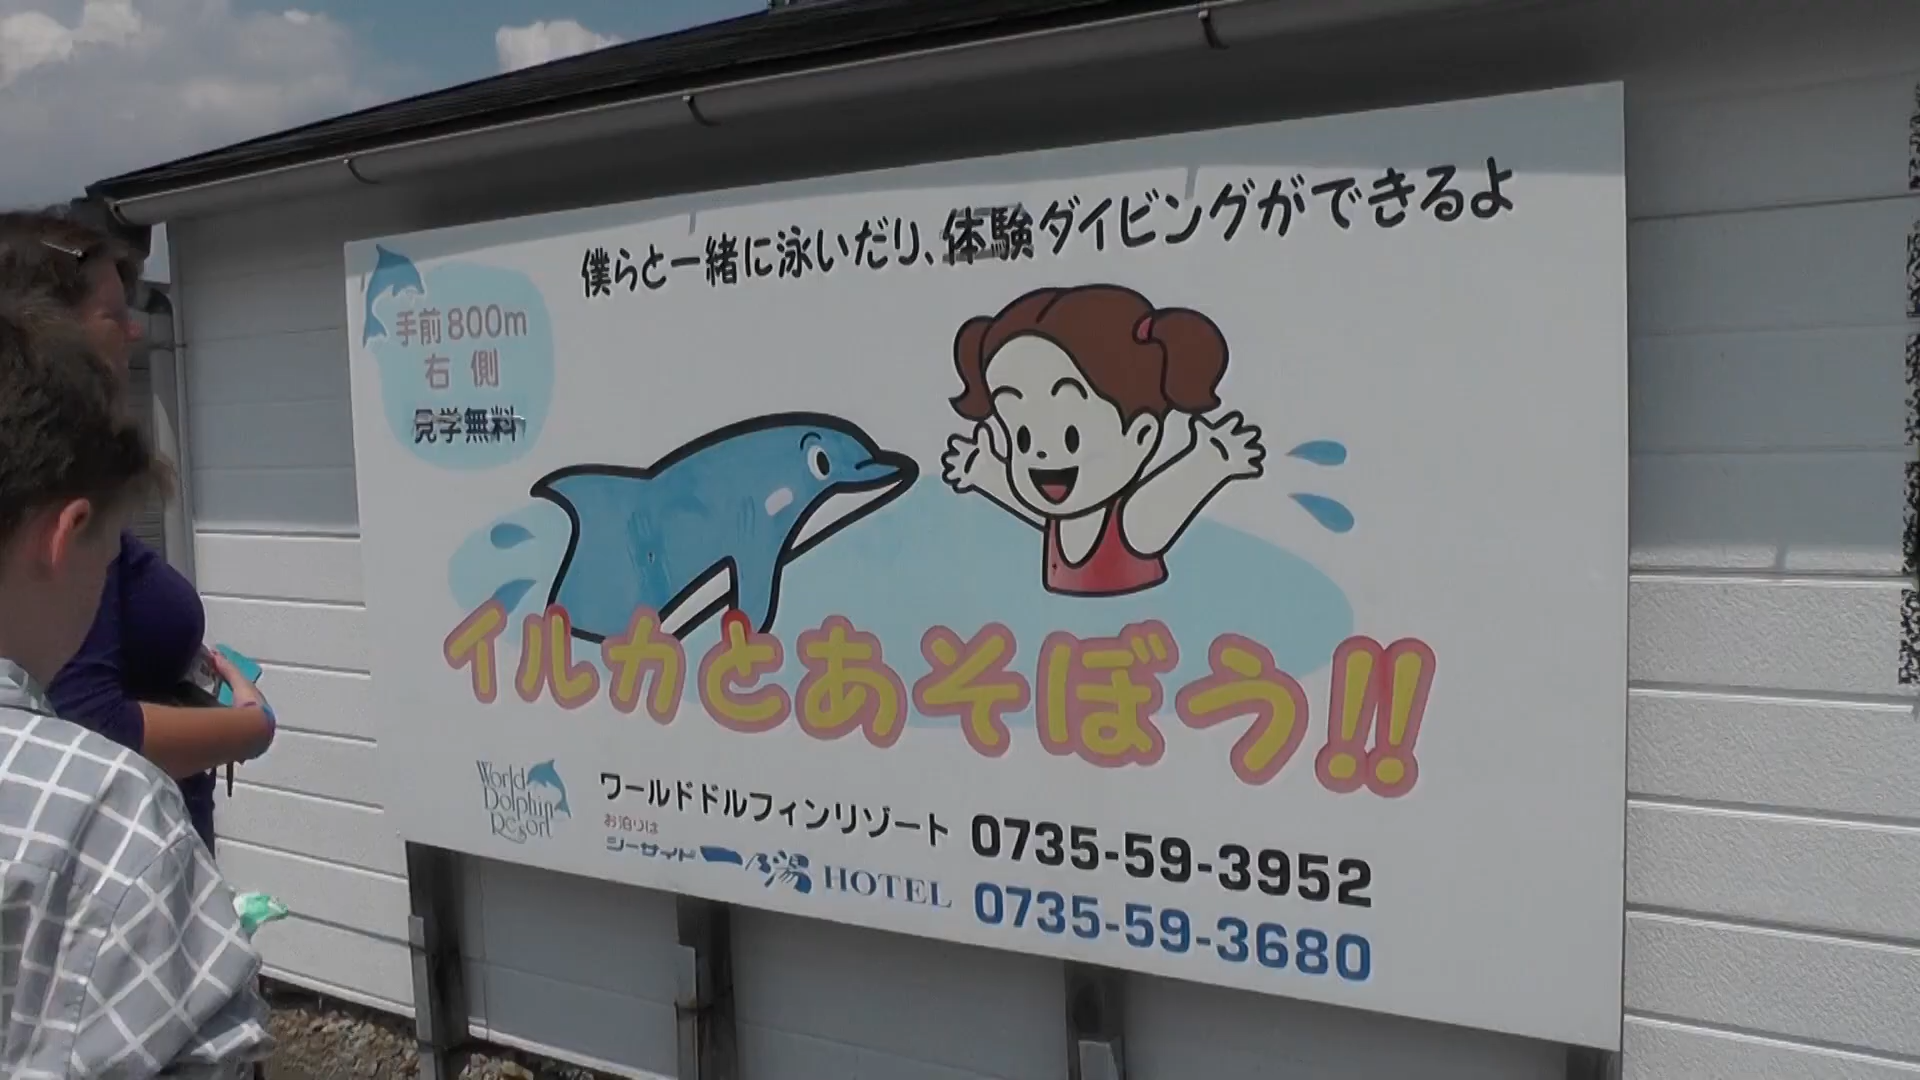 僕らと一緒に泳いだり、体験ダイビングができるよ
手前800m
右側
見学無料
イルカとあそぼう!!
World
Dolphin
Resort
ワールドドルフィンリゾート 0735-59-3952
お泊りは
シーサイド一乃湯 HOTEL 0735-59-3680